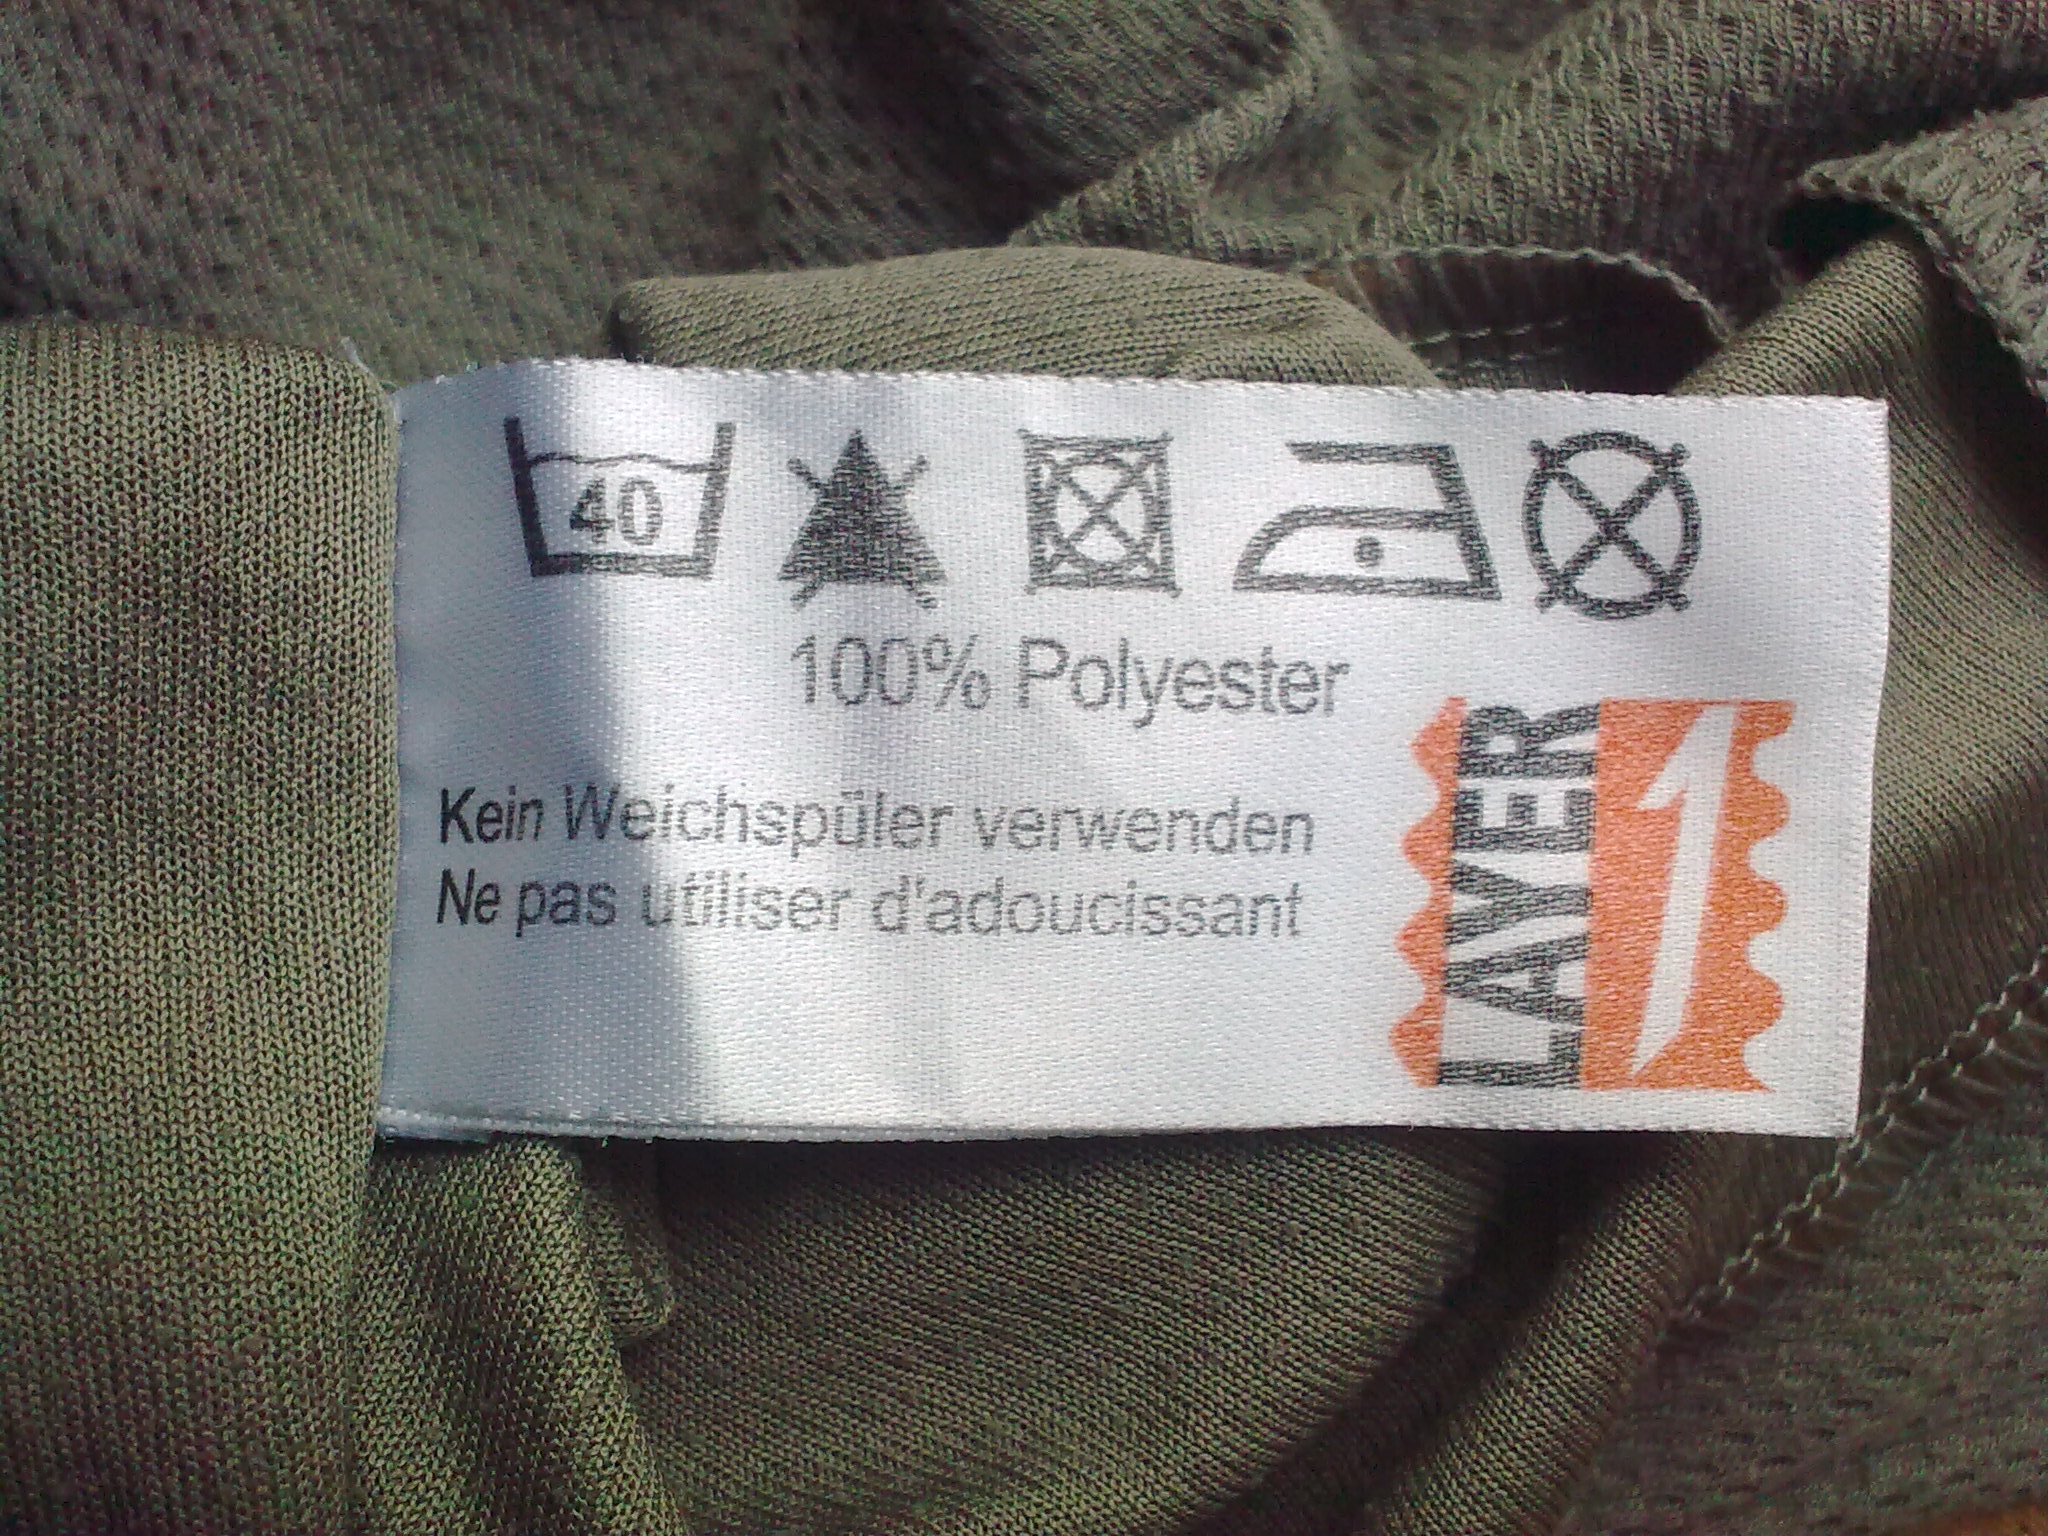 40
100% Polyester
Kein Weichspüler verwenden
Ne pas utiliser d'adoucissant
LAYER 1